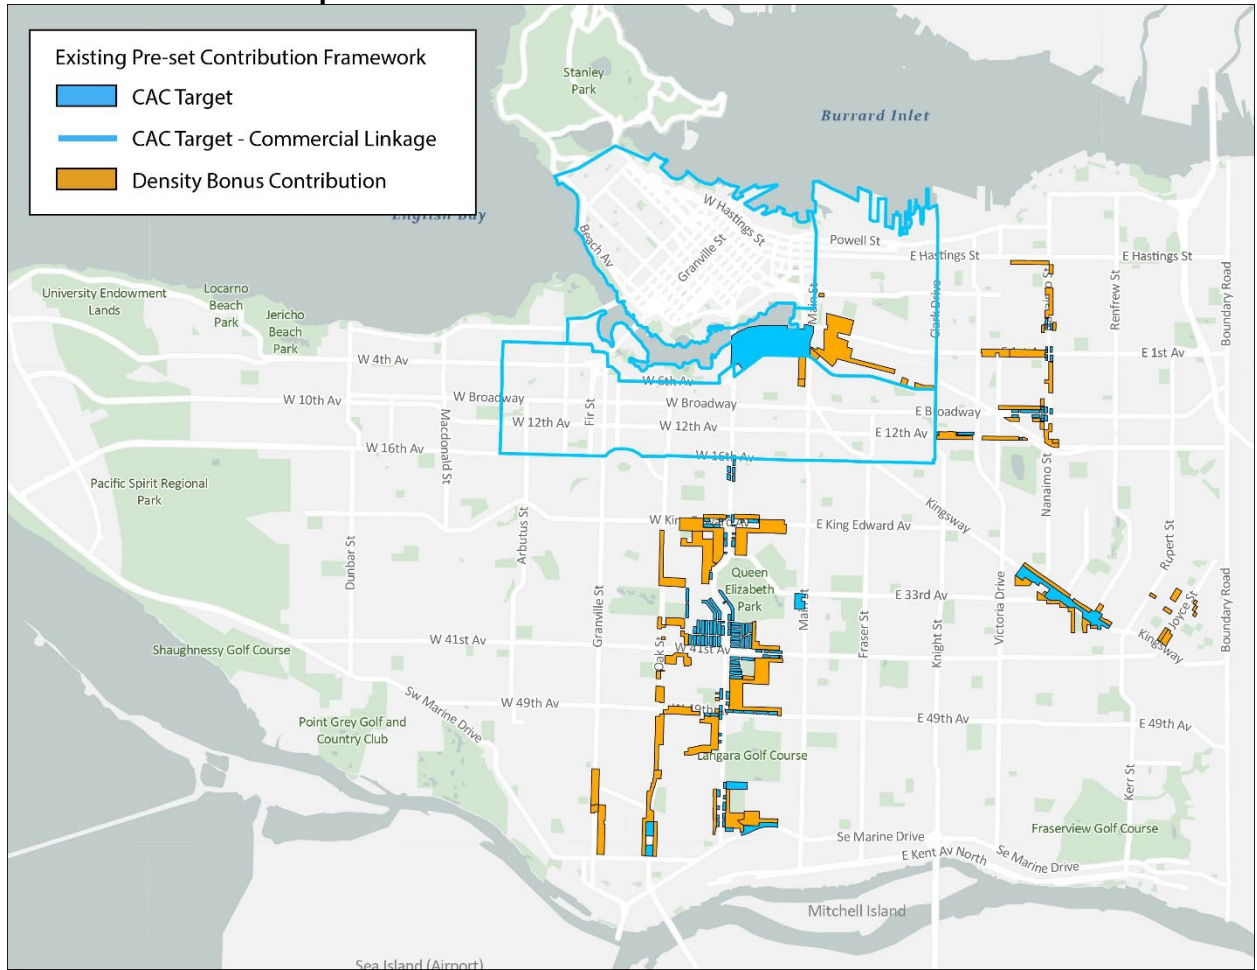 Existing Pre-set Contribution Framework
CAC Target
CAC Target - Commercial Linkage
Density Bonus Contribution
Stanley
Park
Burrard Inlet
English Bay
W Hastings St
Beach Av
Granville St
Powell St
E Hastings St
E Hastings St
Main St
Clark Drive
Renfrew St
Boundary Road
University Endowment
Lands
Locarno
Beach
Park
Jericho
Beach
Park
W 4th Av
E 1st Av
W 6th Av
W 10th Av
W Broadway
W Broadway
E Broadway
Macdonald St
Fir St
W 12th Av
W 12th Av
E 12th Av
W 16th Av
W 16th Av
Nanaimo St
Pacific Spirit Regional
Park
Kingsway
E King Edward Av
Arbutus St
Dunbar St
Rupert St
Queen
Elizabeth
Park
E 33rd Av
Granville St
Main St
Fraser St
Knight St
Victoria Drive
Joyce St
Boundary Road
Kingsway
W 41st Av
W 41st Av
Oak St
Shaughnessy Golf Course
Sw Marine Drive
W 49th Av
E 49th Av
E 49th Av
Point Grey Golf and
Country Club
Langara Golf Course
Kerr St
Fraserview Golf Course
Se Marine Drive
E Kent Av North
Se Marine Drive
Mitchell Island
Sea Island (Airport)